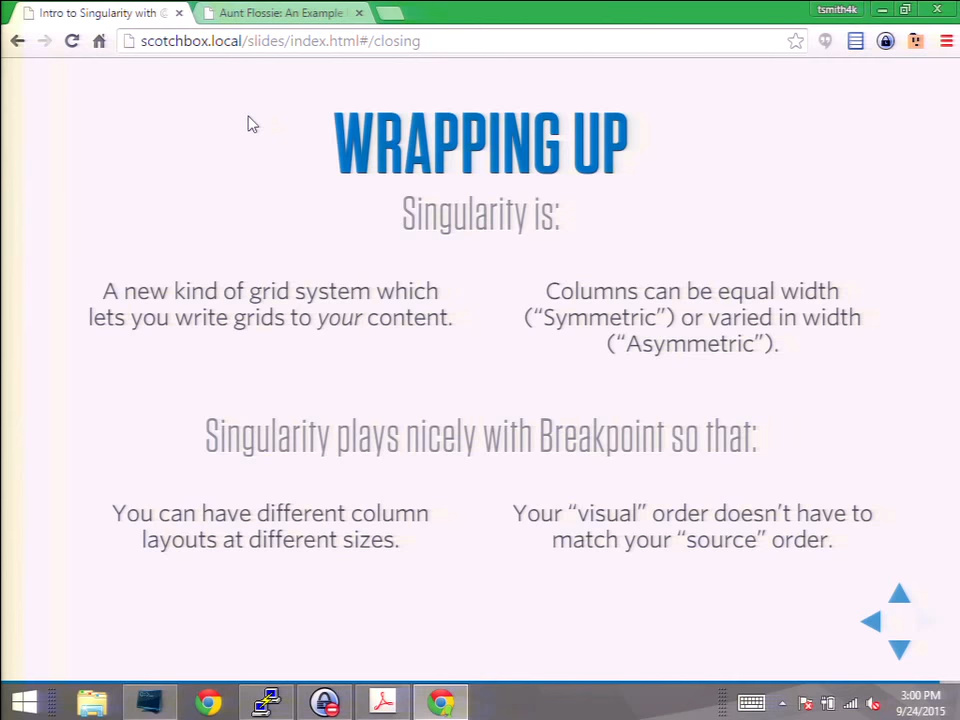 Intro to Singularity with
Aunt Flossie: An Example
tsmith4k
scotchbox.local/slides/index.html#/closing
WRAPPING UP
Singularity is:
A new kind of grid system which
lets you write grids to your content.
Columns can be equal width
(“Symmetric”) or varied in width
(“Asymmetric”).
Singularity plays nicely with Breakpoint so that:
You can have different column
layouts at different sizes.
Your “visual” order doesn’t have to
match your “source” order.
3:00 PM
9/24/2015